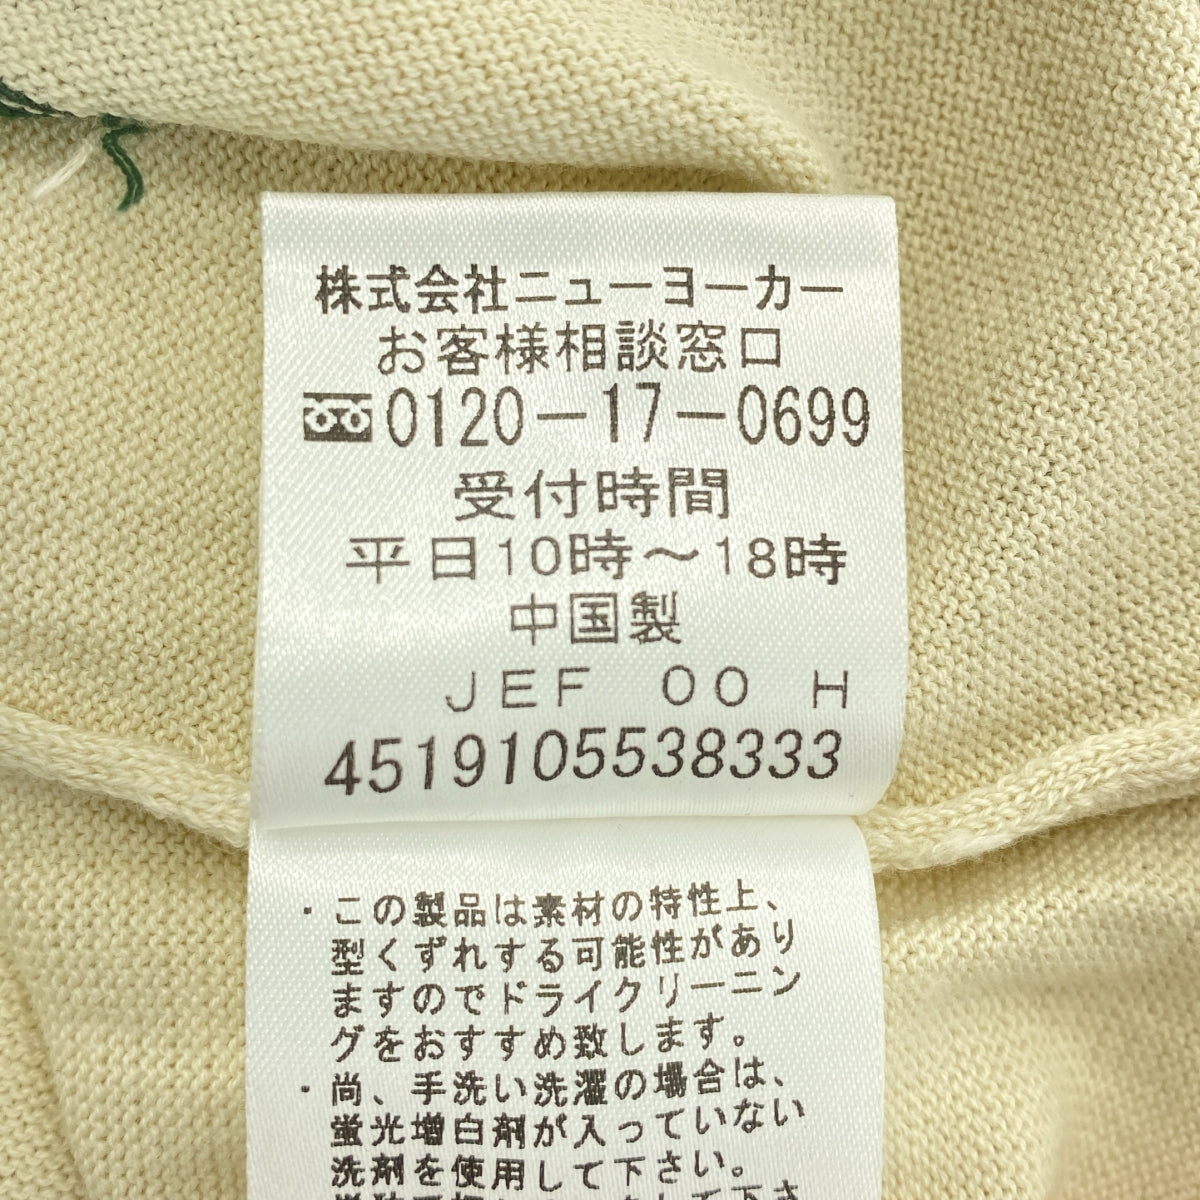 株式会社ニューヨーカー
お客様相談窓口
0120-17-0699
受付時間
平日10時～18時
中国製
JEF 00 H
4519105538333
・この製品は素材の特性上、
型くずれする可能性があり
ますのでドライクリーニン
グをおすすめ致します。
・尚、手洗い洗濯の場合は、
蛍光増白剤が入っていない
洗剤を使用して下さい。